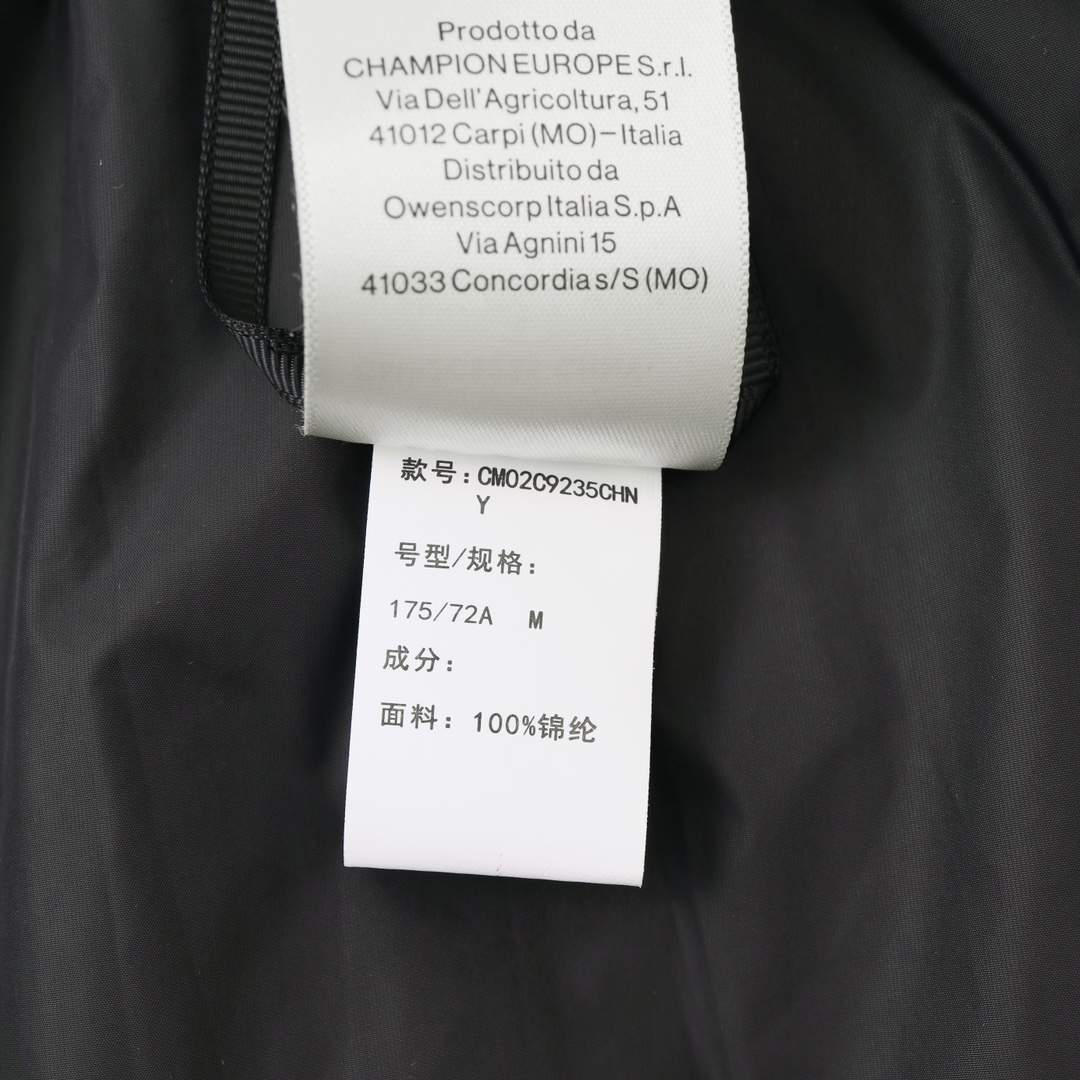 Prodotto da
CHAMPION EUROPE S.r.l.
Via Dell'Agricoltura, 51
41012 Carpi (MO)-Italia
Distribuito da
Owenscorp Italia S.p.A
Via Agnini 15
41033 Concordia s/S (MO)
款号:CM02C9235CHN
Y
号型/规格:
175/72A M
成分:
面料: 100%锦纶